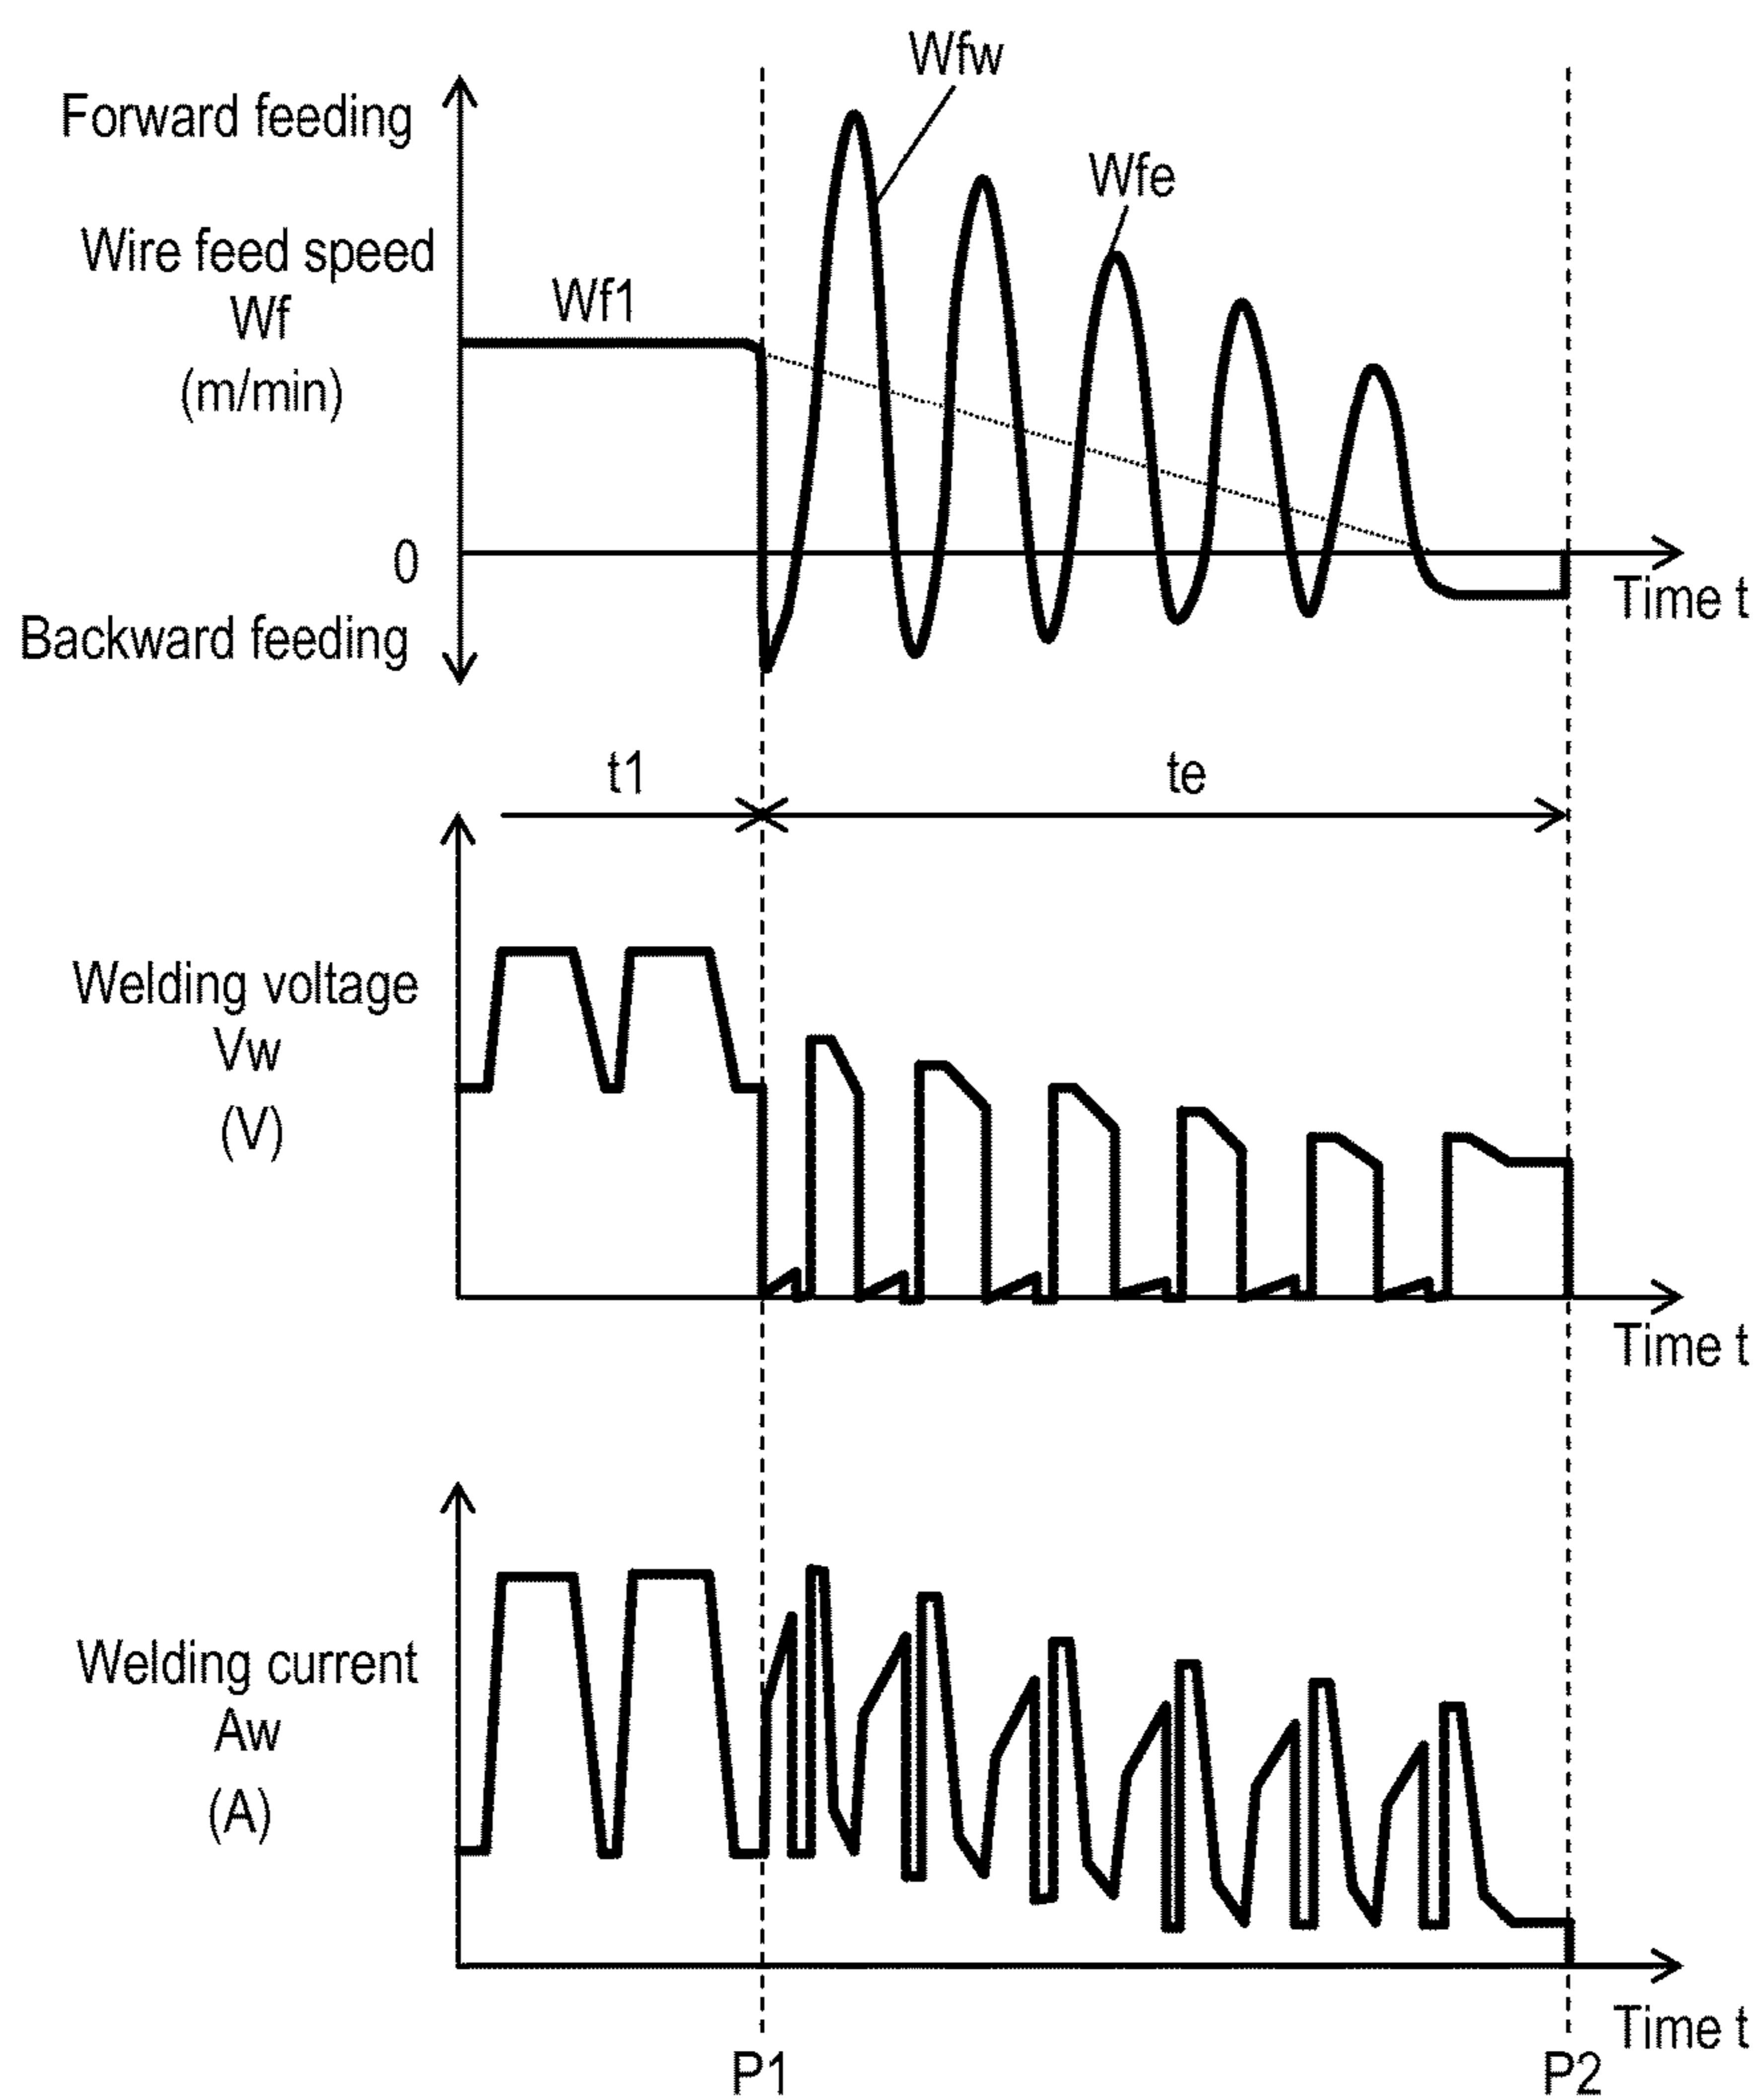 Wfw
Forward feeding
Wfe
Wire feed speed
Wf
(m/min)
Wf1
0
Time t
Backward feeding
t1
te
Welding voltage
Vw
(V)
Time t
Welding current
Aw
(A)
Time t
P1
P2